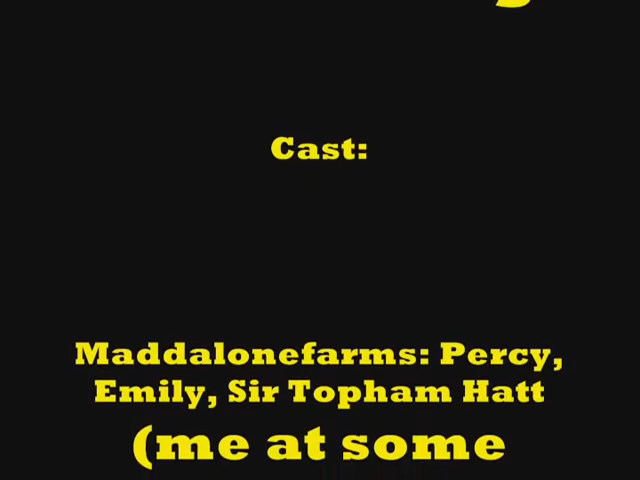 Cast:
Maddalonefarms: Percy,
Emily, Sir Topham Hatt
(me at some